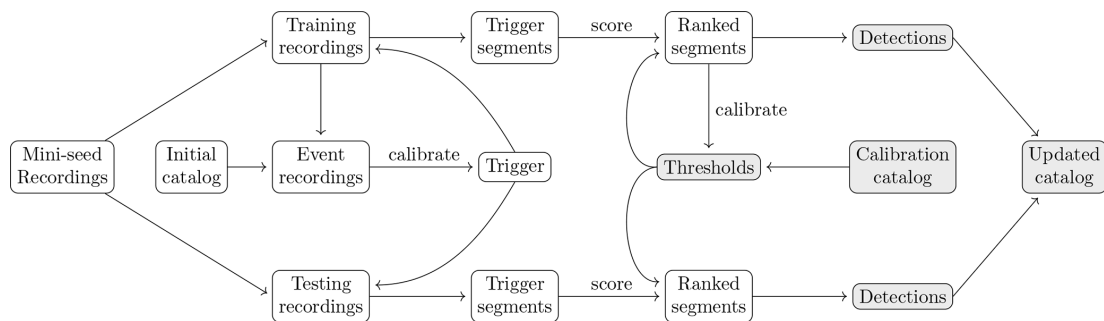 Training
recordings
Trigger
segments
score
Ranked
segments
Detections
calibrate
Mini-seed
Recordings
Initial
catalog
Event
recordings
calibrate
Trigger
Thresholds
Calibration
catalog
Updated
catalog
Testing
recordings
Trigger
segments
score
Ranked
segments
Detections